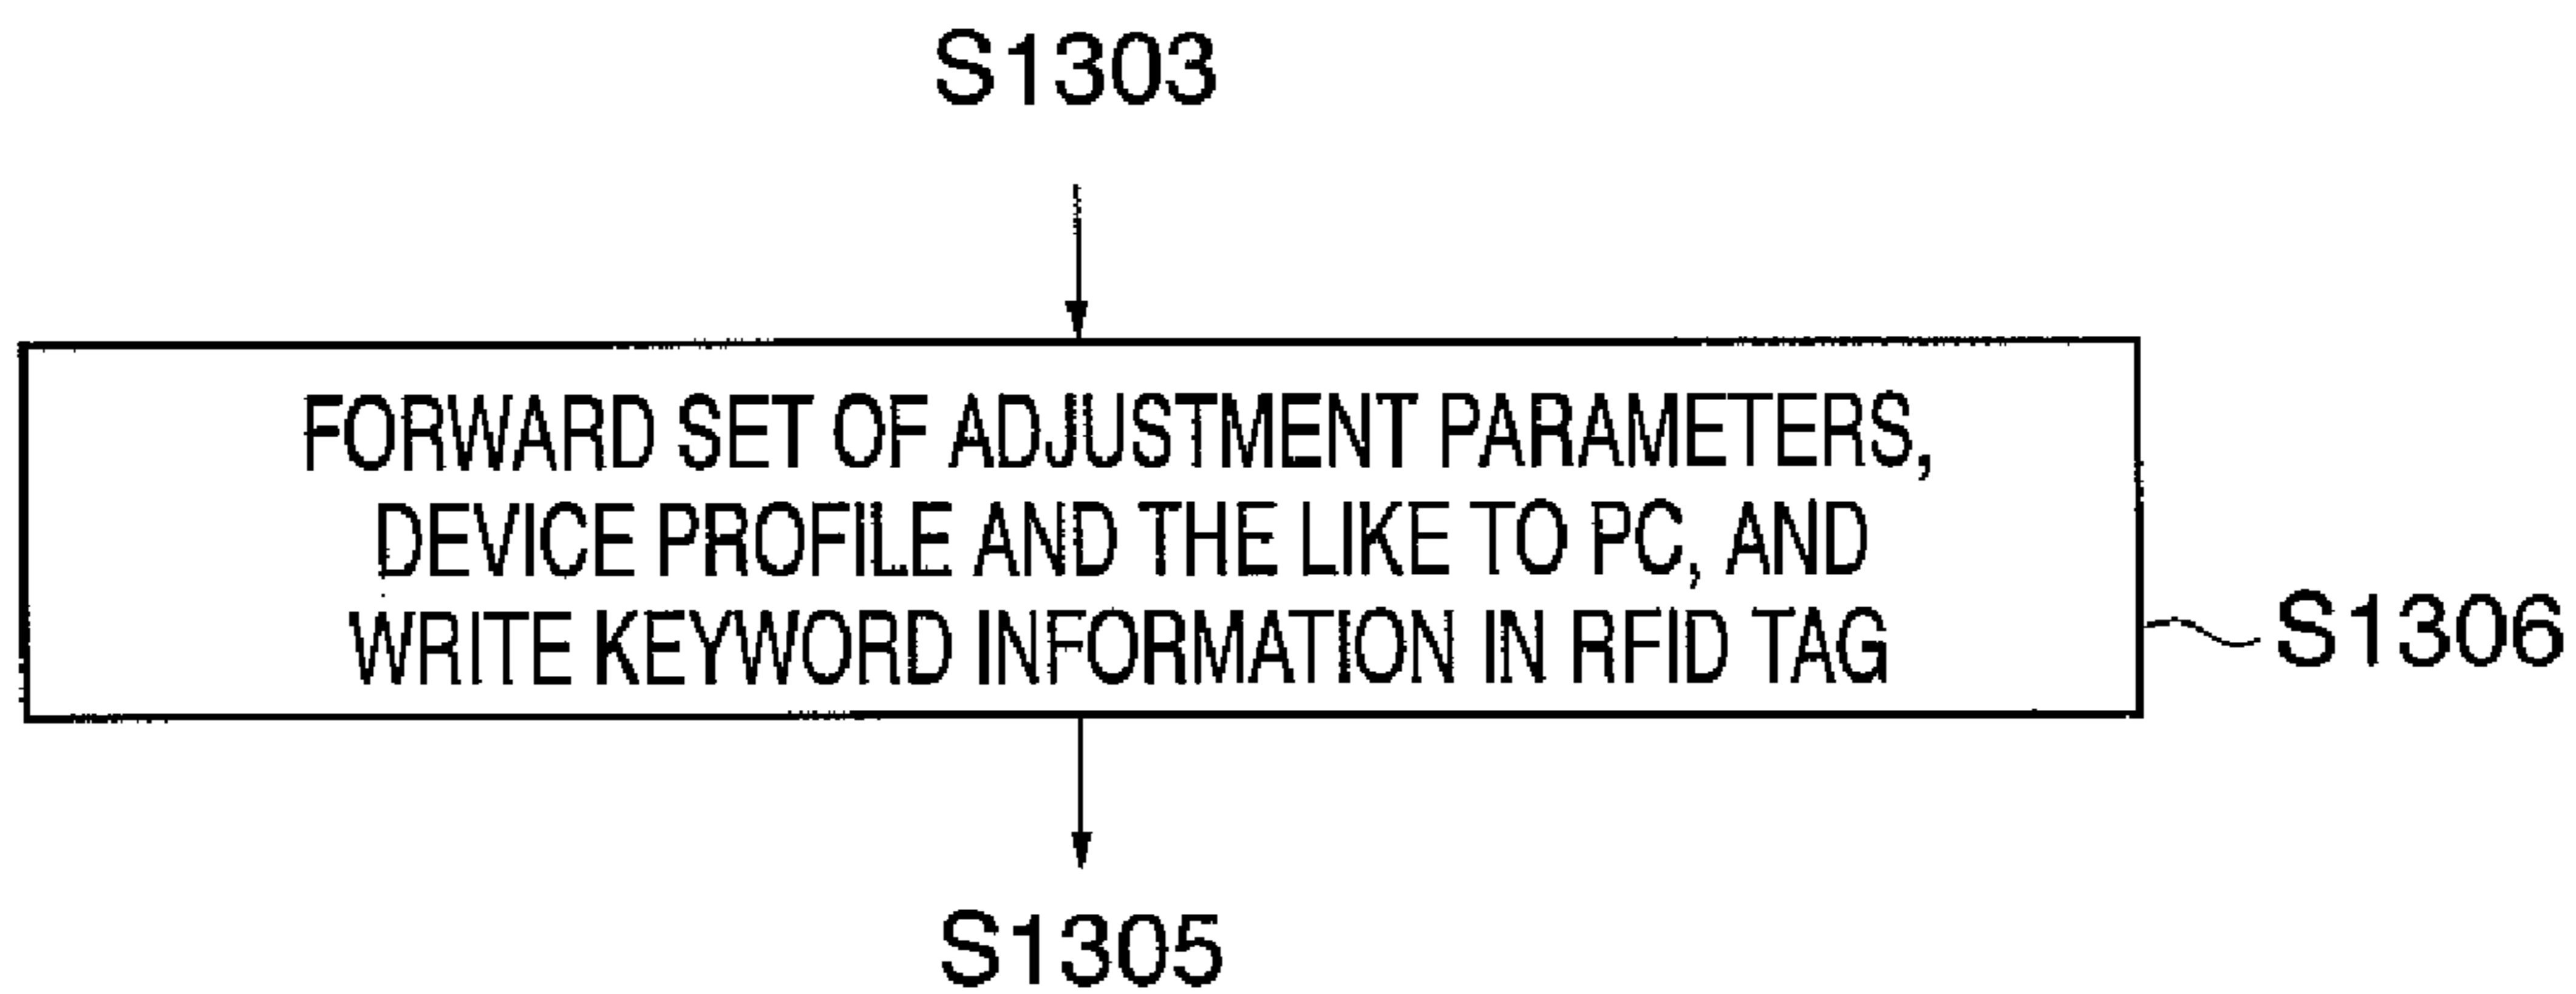 S1303
FORWARD SET OF ADJUSTMENT PARAMETERS,
DEVICE PROFILE AND THE LIKE TO PC, AND
WRITE KEYWORD INFORMATION IN RFID TAG
S1306
S1305